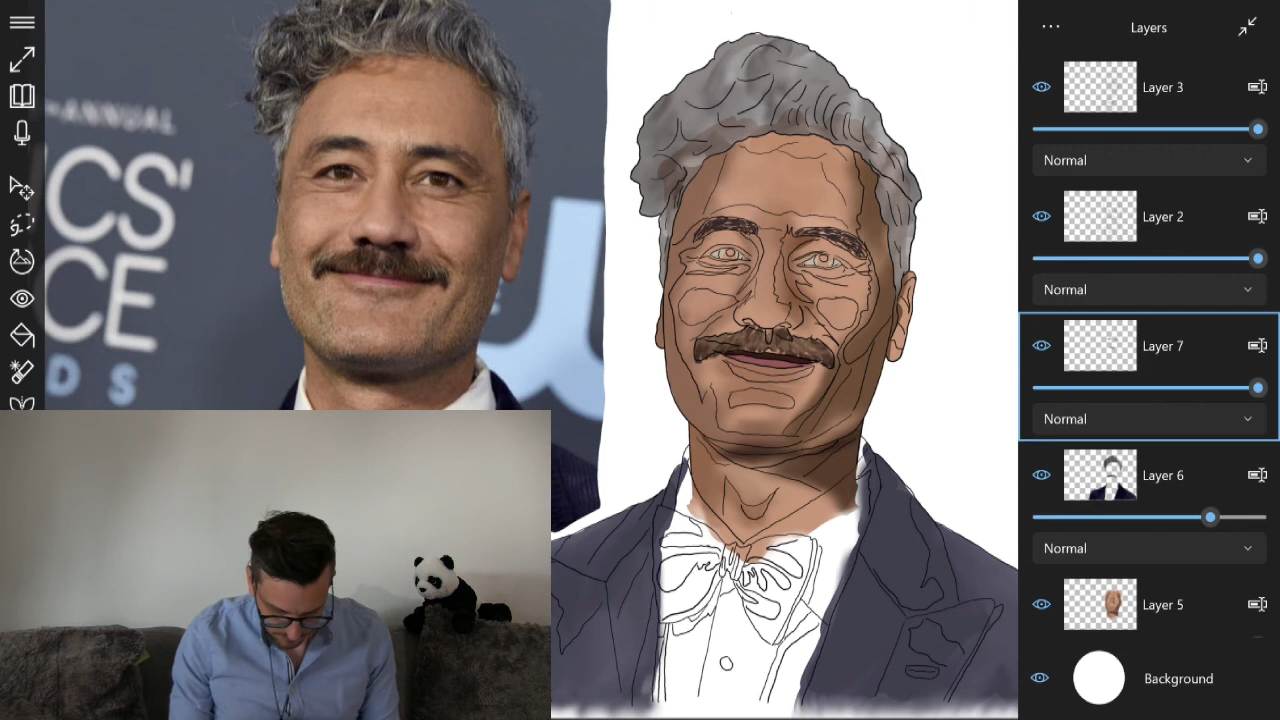 ANNUAL
CS'
CE
DS
Layers
Layer 3
Normal
Layer 2
Normal
Layer 7
Normal
Layer 6
Normal
Layer 5
Background